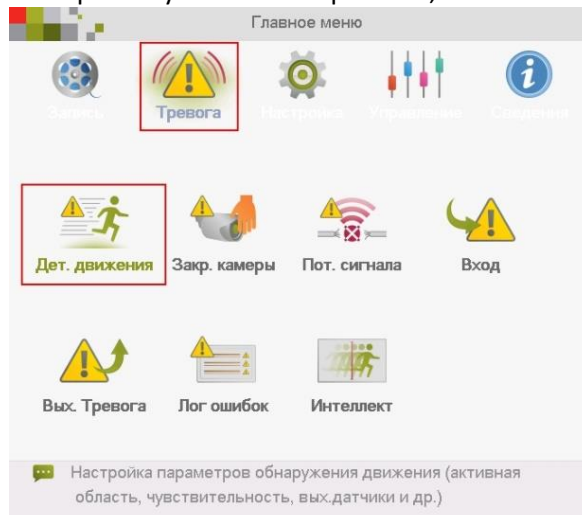 Главное меню
Запись
Тревога
Настройка
Управление
Сведения
Дет. движения
Закр. камеры
Пот. сигнала
Вход
Вых. Тревога
Лог ошибок
Интеллект
Настройка параметров обнаружения движения (активная
область, чувствительность, вых.датчики и др.)